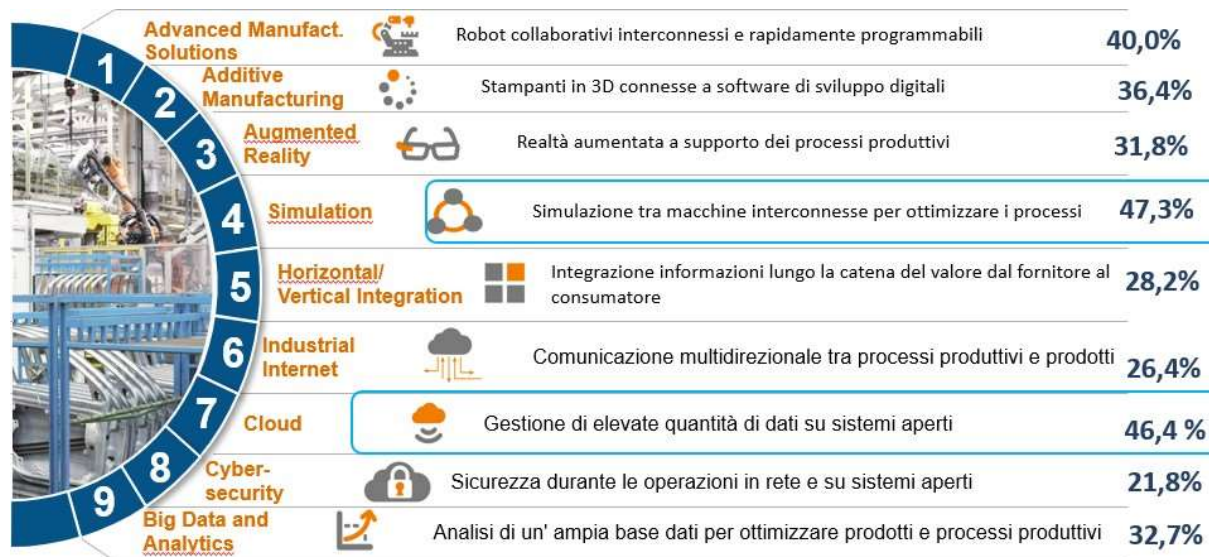 1
Advanced Manufact.
Solutions
Robot collaborativi interconnessi e rapidamente programmabili
40,0%
2
Additive
Manufacturing
Stampanti in 3D connesse a software di sviluppo digitali
36,4%
3
Augmented
Reality
Realtà aumentata a supporto dei processi produttivi
31,8%
4
Simulation
Simulazione tra macchine interconnesse per ottimizzare i processi
47,3%
5
Horizontal/
Vertical Integration
Integrazione informazioni lungo la catena del valore dal fornitore al
consumatore
28,2%
6
Industrial
Internet
Comunicazione multidirezionale tra processi produttivi e prodotti
26,4%
7
Cloud
Gestione di elevate quantità di dati su sistemi aperti
46,4 %
8
Cyber-
security
Sicurezza durante le operazioni in rete e su sistemi aperti
21,8%
9
Big Data and
Analytics
Analisi di un' ampia base dati per ottimizzare prodotti e processi produttivi
32,7%